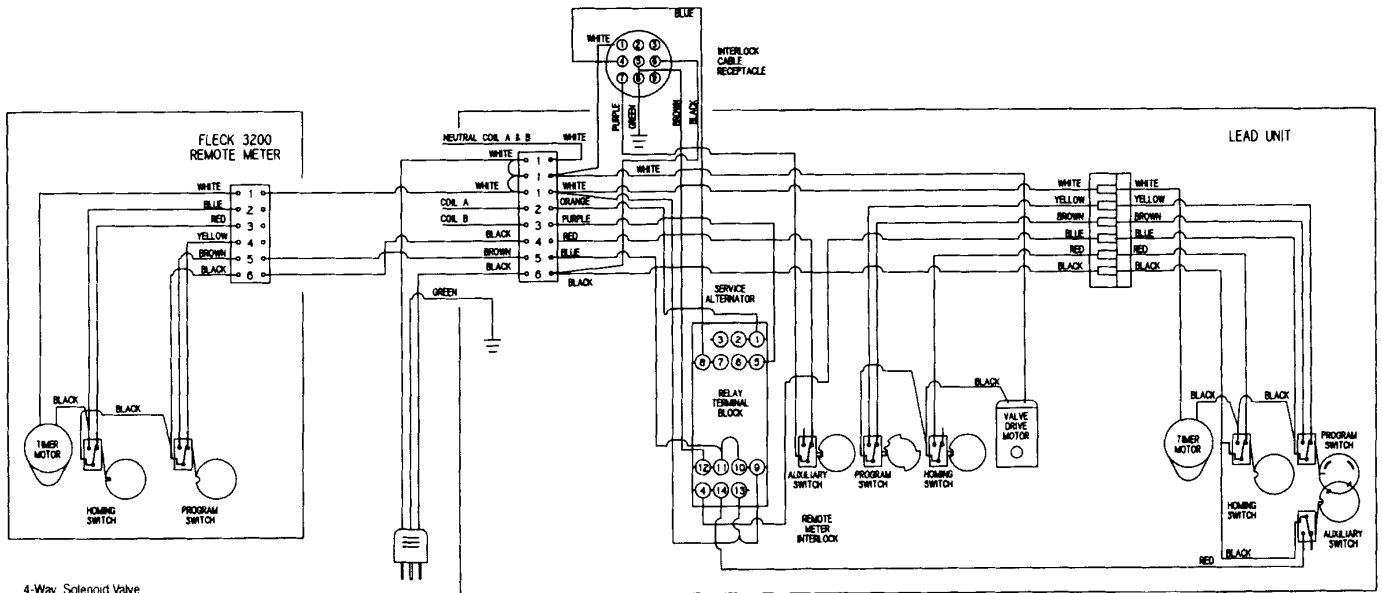 BLUE
WHITE
1 2 3
4 5 6
7 8 9
INTERLOCK
CABLE
RECEPTACLE
PURPLE
GREEN
BROWN
BLACK
FLECK 3200
REMOTE METER
WHITE
BLUE
RED
YELLOW
BROWN
BLACK
1
2
3
4
5
6
BLACK
BLACK
TIMER
MOTOR
HOMING
SWITCH
PROGRAM
SWITCH
NEUTRAL COIL A & B
WHITE
WHITE
WHITE
COIL A
COIL B
BLACK
BROWN
BLACK
GREEN
1
1
1
2
3
4
5
6
WHITE
WHITE
ORANGE
PURPLE
RED
BLUE
BLACK
LEAD UNIT
WHITE
YELLOW
BROWN
BLUE
RED
BLACK
WHITE
YELLOW
BROWN
BLUE
RED
BLACK
SERVICE
ALTERNATOR
3 2 1
8 7 6 5
RELAY
TERMINAL
BLOCK
12 11 10 9
4 14 13
REMOTE
METER
INTERLOCK
AUXILIARY
SWITCH
PROGRAM
SWITCH
HOMING
SWITCH
BLACK
VALVE
DRIVE
MOTOR
TIMER
MOTOR
BLACK
BLACK
HOMING
SWITCH
PROGRAM
SWITCH
AUXILIARY
SWITCH
BLACK
RED
4-Way Solenoid Valve